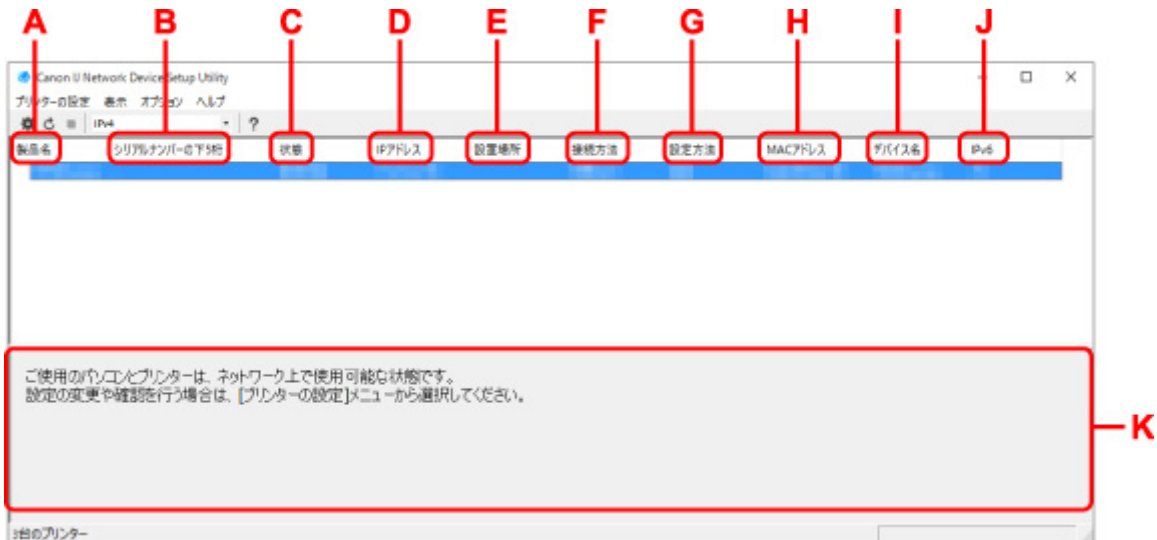 A B C D E F G H I J
Canon IJ Network Device Setup Utility
プリンターの設定 表示 オプション ヘルプ
IPv4 ?
製品名 シリアルナンバーの下5桁 状態 IPアドレス 設置場所 接続方法 設定方法 MACアドレス デバイス名 IPv6
ご使用のパソコンとプリンターは、ネットワーク上で使用可能な状態です。
設定の変更や確認を行う場合は、[プリンターの設定]メニューから選択してください。
K
3台のプリンター